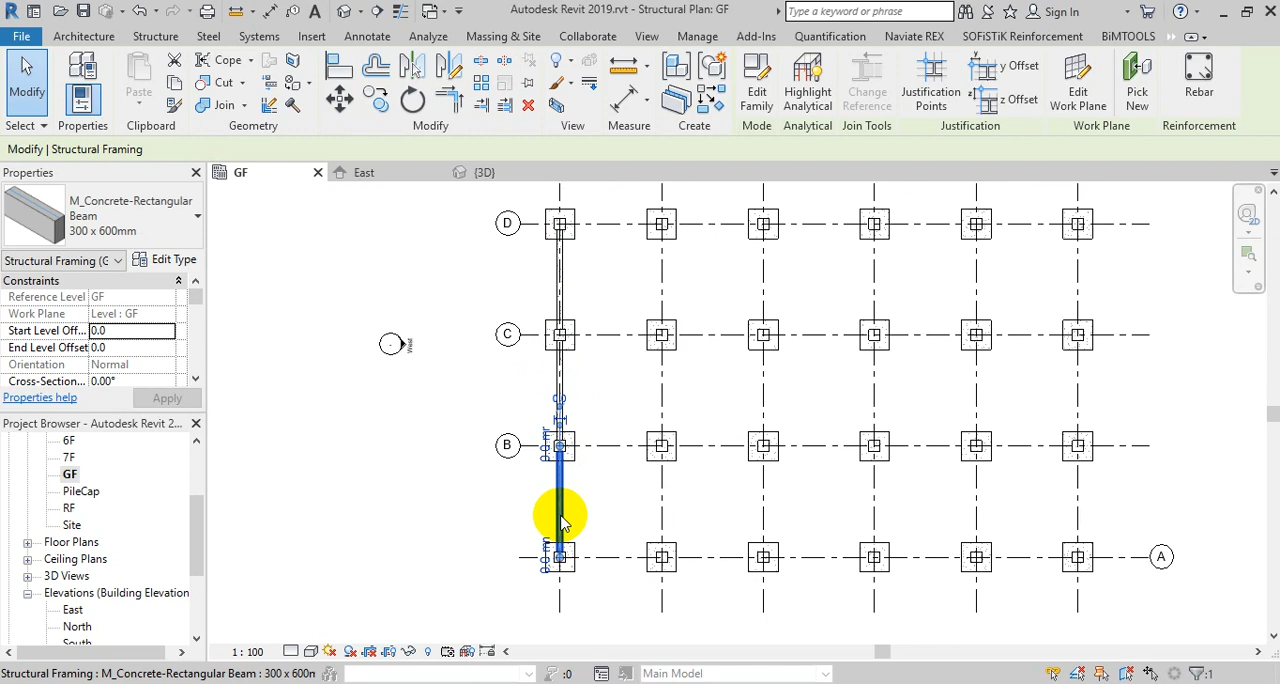 Autodesk Revit 2019.rvt - Structural Plan: GF
Type a keyword or phrase
Sign In
File Architecture Structure Steel Systems Insert Annotate Analyze Massing & Site Collaborate View Manage Add-Ins Quantification Naviate REX SOFiSTiK Reinforcement BiMTOOLS
Modify
Paste
Cope
Cut
Join
Edit Family
Highlight Analytical
Change Reference
Justification Points
y Offset
z Offset
Edit Work Plane
Pick New
Rebar
Select Properties Clipboard Geometry Modify View Measure Create Mode Analytical Join Tools Justification Work Plane Reinforcement
Modify | Structural Framing
Properties
GF
East
{3D}
M_Concrete-Rectangular
Beam
300 x 600mm
Structural Framing (G
Edit Type
Constraints
Reference Level GF
Work Plane Level : GF
Start Level Off... 0.0
End Level Offset 0.0
Orientation Normal
Cross-Section... 0.00°
Properties help
Apply
Project Browser - Autodesk Revit 2...
6F
7F
GF
PileCap
RF
Site
Floor Plans
Ceiling Plans
3D Views
Elevations (Building Elevation
East
North
South
D
C
B
A
West
1 : 100
Structural Framing : M_Concrete-Rectangular Beam : 300 x 600m
:0
Main Model
:1